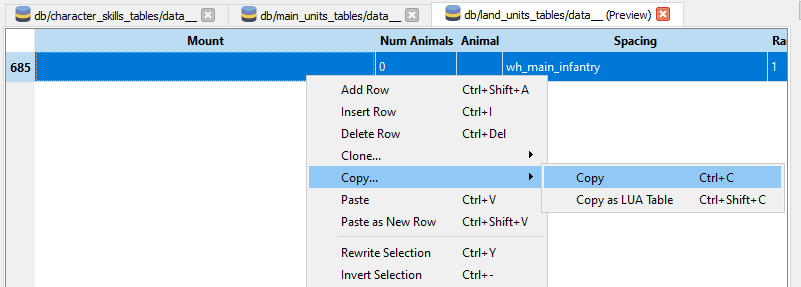 db/character_skills_tables/data__ db/main_units_tables/data__ db/land_units_tables/data__ (Preview)
Mount Num Animals Animal Spacing Ra
685 0 wh_main_infantry 1
Add Row Ctrl+Shift+A
Insert Row Ctrl+I
Delete Row Ctrl+Del
Clone...
Copy... Copy Ctrl+C
Paste Ctrl+V Copy as LUA Table Ctrl+Shift+C
Paste as New Row Ctrl+Shift+V
Rewrite Selection Ctrl+Y
Invert Selection Ctrl+-